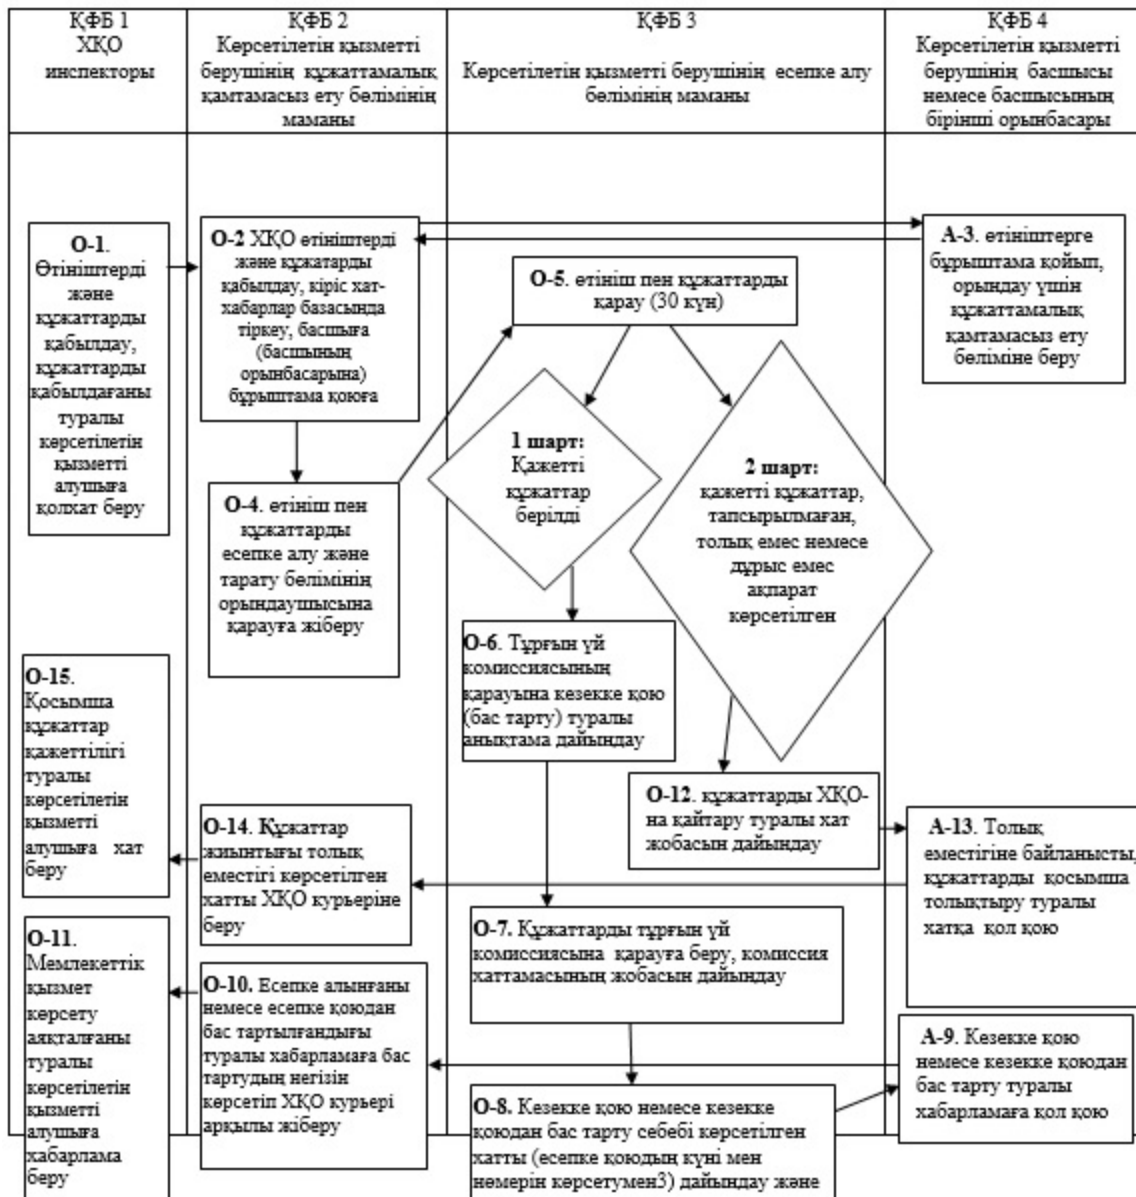 ҚФБ 1
ХҚО
инспекторы
ҚФБ 2
Көрсетілетін қызметті
берушінің құжаттамалық
қамтамасыз ету бөлімінің
маманы
ҚФБ 3
Көрсетілетін қызметті берушінің есепке алу
бөлімінің маманы
ҚФБ 4
Көрсетілетін қызметті
берушінің басшысы
немесе басшысының
бірінші орынбасары
О-1.
Өтініштерді
және
құжаттарды
қабылдау,
құжаттарды
қабылдағаны
туралы
көрсетілетін
қызметті
алушыға
қолхат беру
О-2 ХҚО өтініштерді
және құжатарды
қабылдау, кіріс хат-
хабарлар базасында
тіркеу, басшыға
(басшының
орынбасарына)
бұрыштама қоюға
О-5. өтініш пен құжаттарды
қарау (30 күн)
А-3. өтініштерге
бұрыштама қойып,
орындау үшін
құжаттамалық
қамтамасыз ету
бөліміне беру
1 шарт:
Қажетті
құжаттар
берілді
2 шарт:
қажетті құжаттар,
тапсырылмаған,
толық емес немесе
дұрыс емес
ақпарат
көрсетілген
О-4. өтініш пен
құжаттарды
есепке алу және
тарату бөлімінің
орындаушысына
қарауға жіберу
О-6. Тұрғын үй
комиссиясының
қарауына кезекке қою
(бас тарту) туралы
анықтама дайындау
О-15.
Қосымша
құжаттар
қажеттілігі
туралы
көрсетілетін
қызметті
алушыға хат
беру
О-12. құжаттарды ХҚО-
на қайтару туралы хат
жобасын дайындау
О-14. Құжаттар
жиынтығы толық
еместігі көрсетілген
хатты ХҚО курьеріне
беру
А-13. Толық
еместігіне байланысты,
құжаттарды қосымша
толықтыру туралы
хатқа қол қою
О-7. Құжаттарды тұрғын үй
комиссиясына қарауға беру, комиссия
хаттамасының жобасын дайындау
О-11.
Мемлекеттік
қызмет
көрсету
аяқталғаны
туралы
көрсетілетін
қызметті
алушыға
хабарлама
беру
О-10. Есепке алынғаны
немесе есепке қоюдан
бас тартылғандығы
туралы хабарламаға бас
тартудың негізін
көрсетіп ХҚО курьері
арқылы жіберу
А-9. Кезекке қою
немесе кезекке қоюдан
бас тарту туралы
хабарламаға қол қою
О-8. Кезекке қою немесе кезекке
қоюдан бас тарту себебі көрсетілген
хатты (есепке қоюдың күні мен
нөмерін көрсетумен3) дайындау және